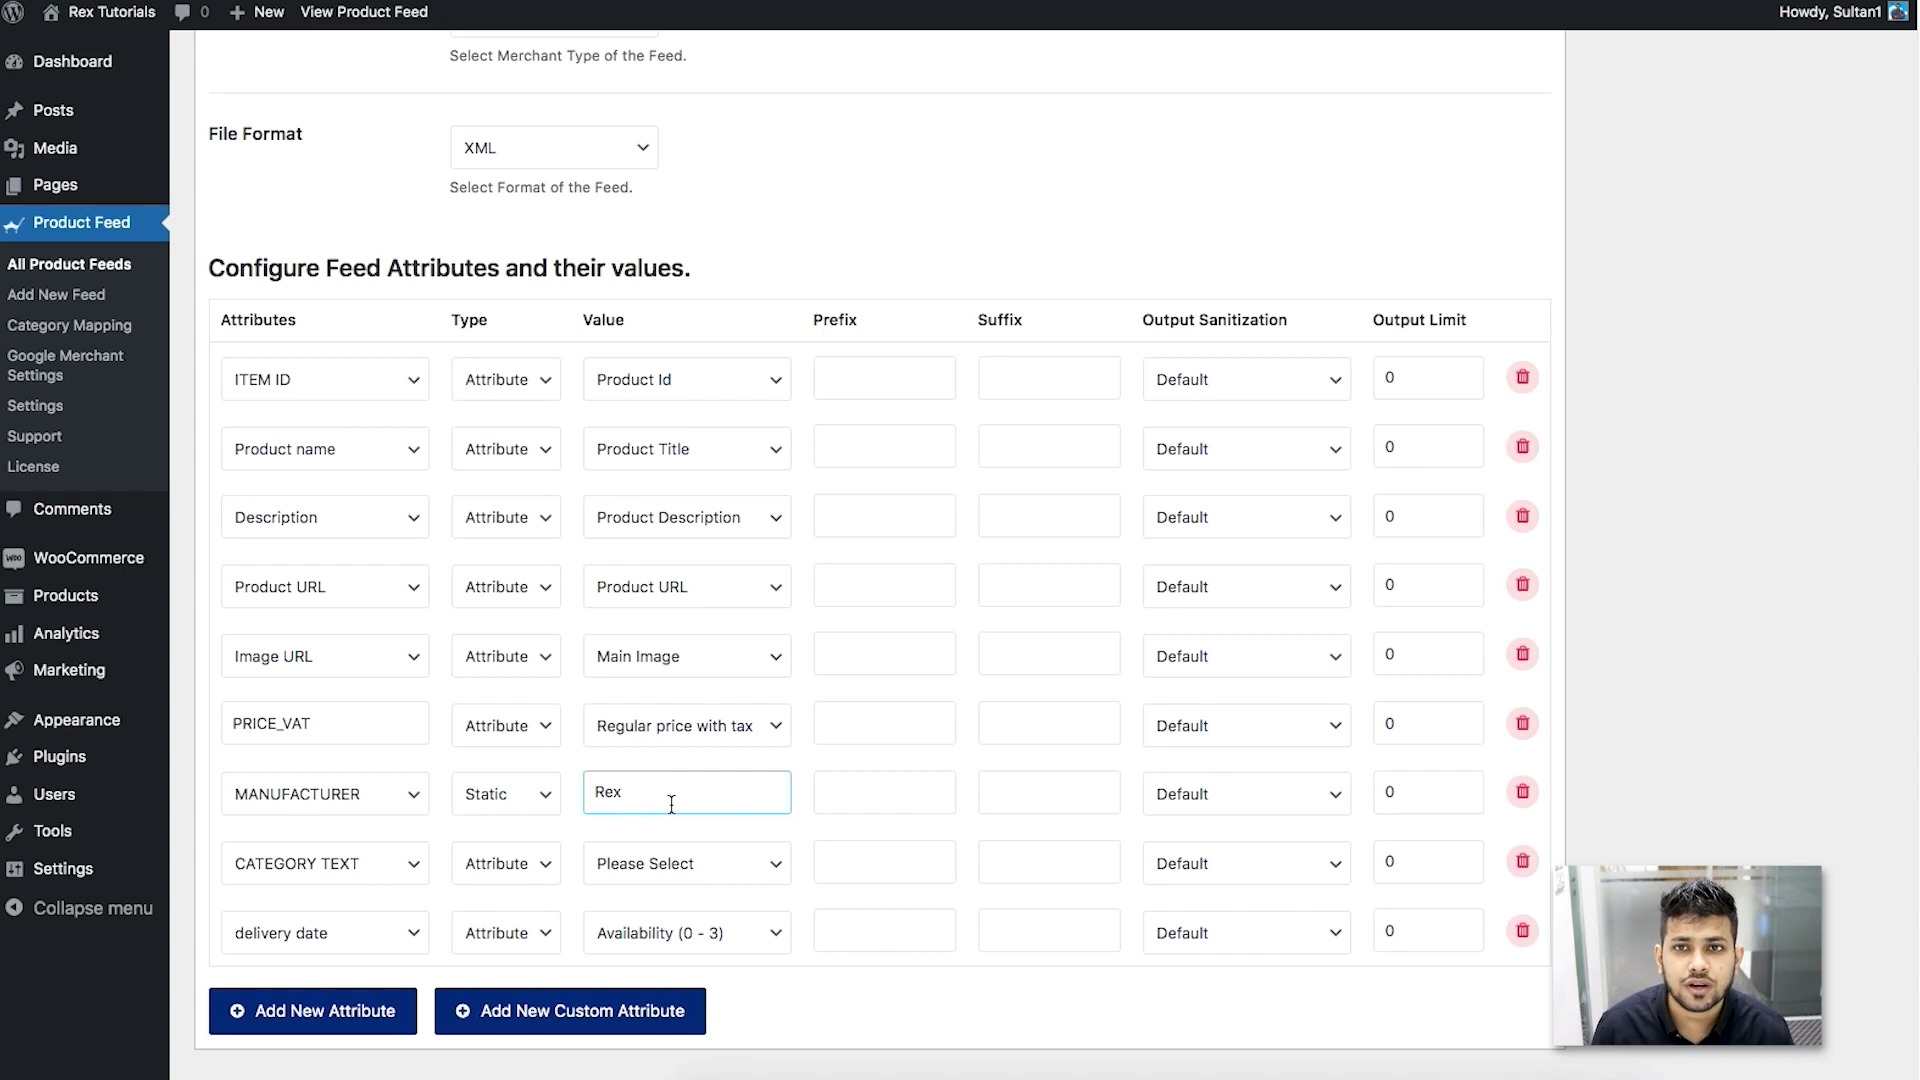 Rex Tutorials 0 New View Product Feed Howdy, Sultan1
Dashboard
Posts
Media
Pages
Product Feed
All Product Feeds
Add New Feed
Category Mapping
Google Merchant
Settings
Settings
Support
License
Comments
WooCommerce
Products
Analytics
Marketing
Appearance
Plugins
Users
Tools
Settings
Collapse menu
Select Merchant Type of the Feed.
File Format
XML
Select Format of the Feed.
Configure Feed Attributes and their values.
Attributes Type Value Prefix Suffix Output Sanitization Output Limit
ITEM ID Attribute Product Id Default 0
Product name Attribute Product Title Default 0
Description Attribute Product Description Default 0
Product URL Attribute Product URL Default 0
Image URL Attribute Main Image Default 0
PRICE_VAT Attribute Regular price with tax Default 0
MANUFACTURER Static Rex Default 0
CATEGORY TEXT Attribute Please Select Default 0
delivery date Attribute Availability (0 - 3) Default 0
Add New Attribute Add New Custom Attribute